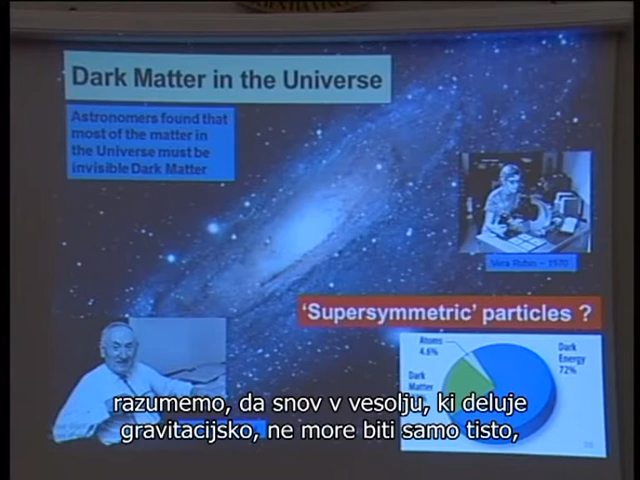 Dark Matter in the Universe
Astronomers found that
most of the matter in
the Universe must be
invisible Dark Matter
Vera Rubin – 1970
'Supersymmetric' particles ?
Atoms
4.6%
Dark
Energy
72%
Dark
Matter
razumemo, da snov v vesolju, ki deluje
gravitacijsko, ne more biti samo tisto,